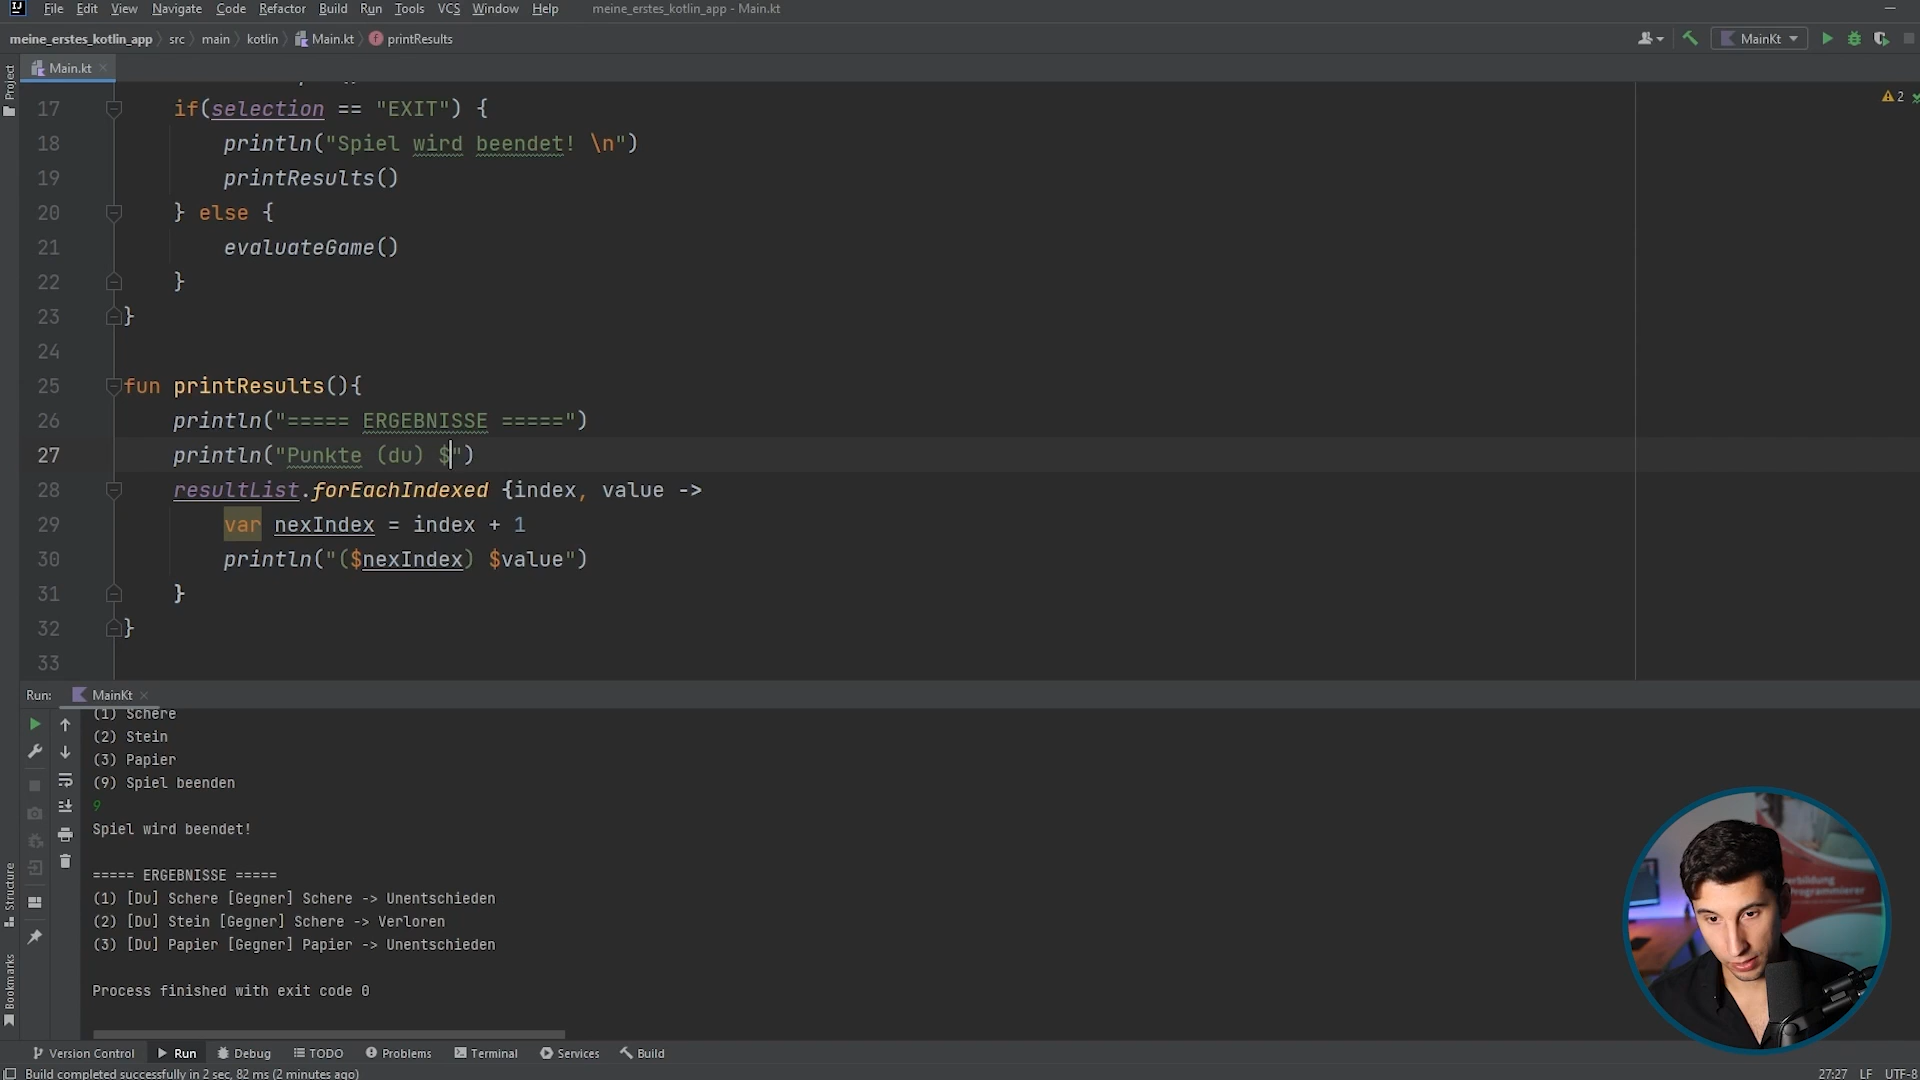 File Edit View Navigate Code Refactor Build Run Tools VCS Window Help meine_erstes_kotlin_app - Main.kt
meine_erstes_kotlin_app src main kotlin Main.kt printResults MainKt
Project
Main.kt
2
17 if(selection == "EXIT") {
18 println("Spiel wird beendet! \n")
19 printResults()
20 } else {
21 evaluateGame()
22 }
23 }
24
25 fun printResults(){
26 println("===== ERGEBNISSE =====")
27 println("Punkte (du) $")
28 resultList.forEachIndexed {index, value ->
29 var nexIndex = index + 1
30 println("($nexIndex) $value")
31 }
32 }
33
Run: MainKt
(1) Schere
(2) Stein
(3) Papier
(9) Spiel beenden
9
Spiel wird beendet!
===== ERGEBNISSE =====
(1) [Du] Schere [Gegner] Schere -> Unentschieden
(2) [Du] Stein [Gegner] Schere -> Verloren
(3) [Du] Papier [Gegner] Papier -> Unentschieden
Process finished with exit code 0
Structure
Bookmarks
Version Control Run Debug TODO Problems Terminal Services Build
Build completed successfully in 2 sec, 82 ms (2 minutes ago) 27:27 LF UTF-8